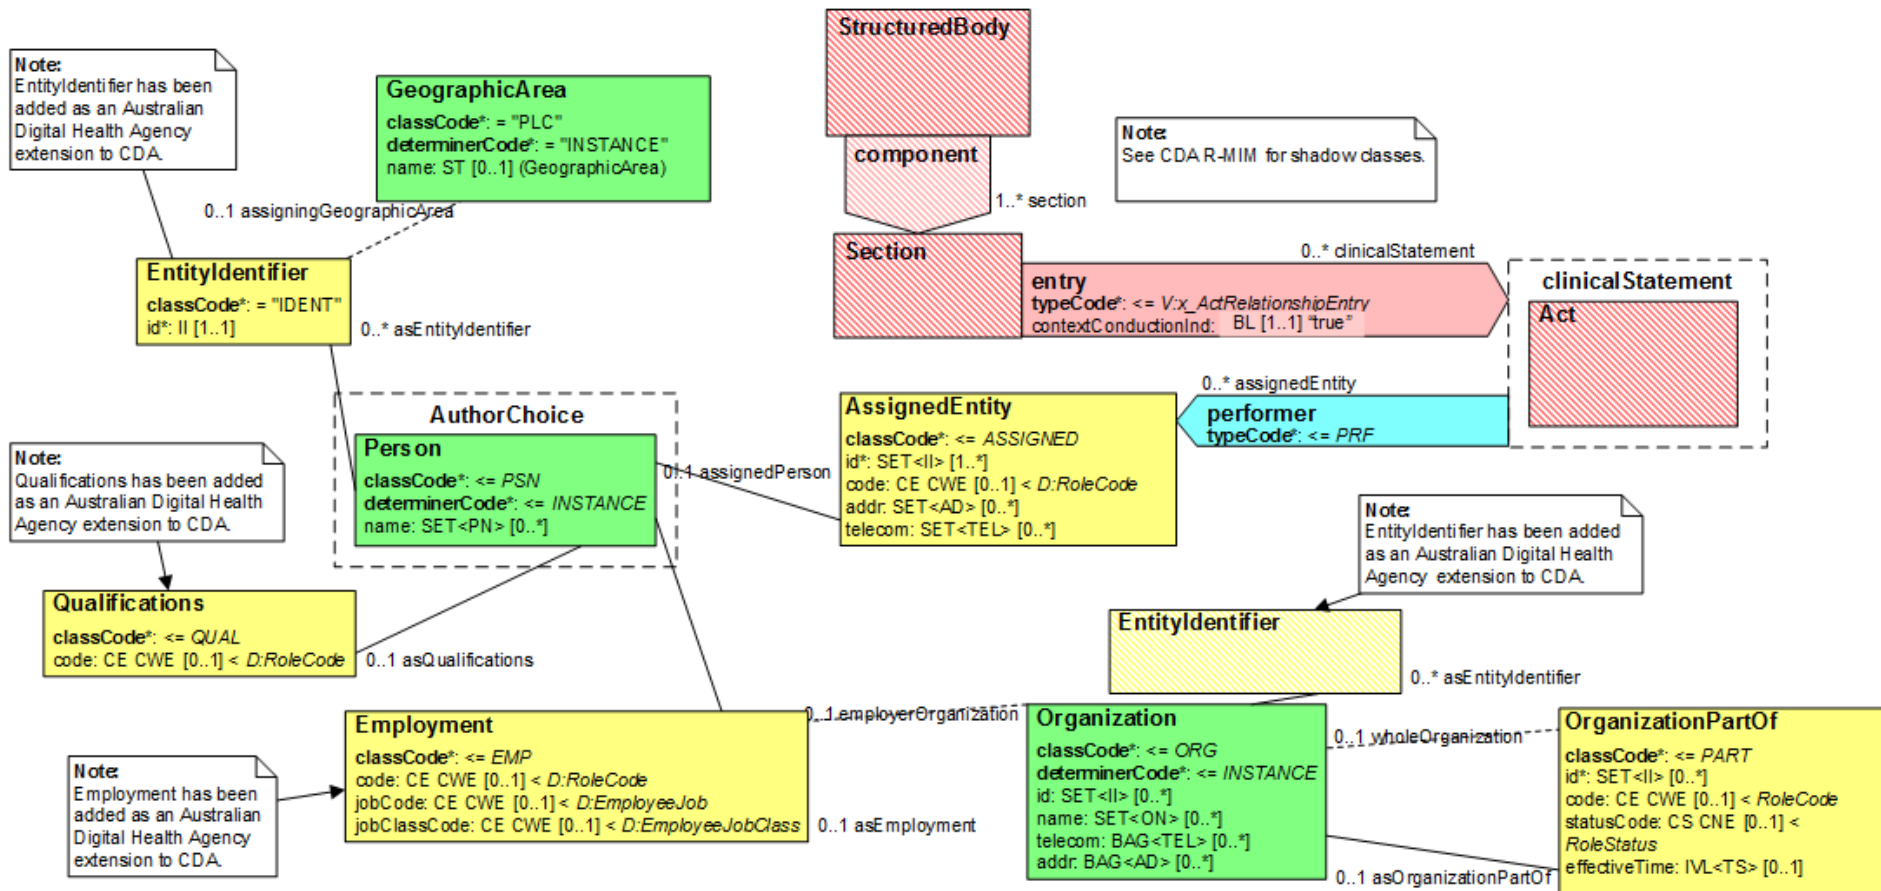 StructuredBody
Note:
EntityIdentifier has been
added as an Australian
Digital Health Agency
extension to CDA.
GeographicArea
classCode*: = "PLC"
determinerCode*: = "INSTANCE"
name: ST [0..1] (GeographicArea)
component
Note:
See CDA R-MIM for shadow classes.
1..* section
0..1 assigningGeographicArea
Section
0..* clinicalStatement
entry
typeCode*: <= V:x_ActRelationshipEntry
contextConductionInd: BL [1..1] "true"
clinicalStatement
Act
EntityIdentifier
classCode*: = "IDENT"
id*: II [1..1]
0..* asEntityIdentifier
0..* assignedEntity
performer
typeCode*: <= PRF
AuthorChoice
Person
classCode*: <= PSN
determinerCode*: <= INSTANCE
name: SET<PN> [0..*]
0..1 assignedPerson
AssignedEntity
classCode*: <= ASSIGNED
id*: SET<II> [1..*]
code: CE CWE [0..1] < D:RoleCode
addr: SET<AD> [0..*]
telecom: SET<TEL> [0..*]
Note:
Qualifications has been added
as an Australian Digital Health
Agency extension to CDA.
Note:
EntityIdentifier has been added
as an Australian Digital Health
Agency extension to CDA.
Qualifications
classCode*: <= QUAL
code: CE CWE [0..1] < D:RoleCode
0..1 asQualifications
EntityIdentifier
0..* asEntityIdentifier
Employment
classCode*: <= EMP
code: CE CWE [0..1] < D:RoleCode
jobCode: CE CWE [0..1] < D:EmployeeJob
jobClassCode: CE CWE [0..1] < D:EmployeeJobClass
0..1 employerOrganization
0..1 asEmployment
Organization
classCode*: <= ORG
determinerCode*: <= INSTANCE
id: SET<II> [0..*]
name: SET<ON> [0..*]
telecom: BAG<TEL> [0..*]
addr: BAG<AD> [0..*]
0..1 wholeOrganization
OrganizationPartOf
classCode*: <= PART
id*: SET<II> [0..*]
code: CE CWE [0..1] < RoleCode
statusCode: CS CNE [0..1] <
RoleStatus
effectiveTime: IVL<TS> [0..1]
0..1 asOrganizationPartOf
Note:
Employment has been
added as an Australian
Digital Health Agency
extension to CDA.